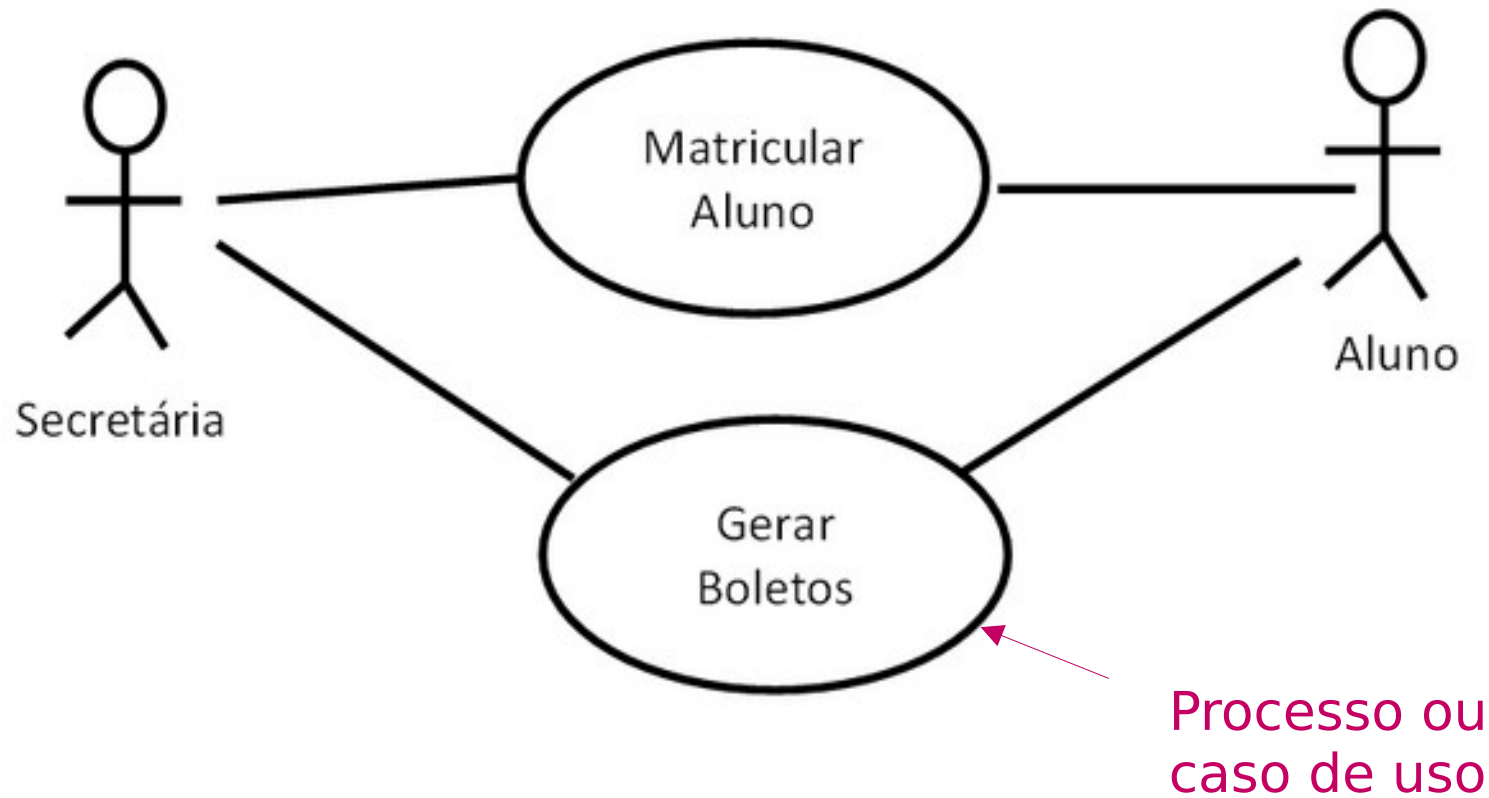 Matricular
Aluno
Aluno
Secretária
Gerar
Boletos
Processo ou
caso de uso